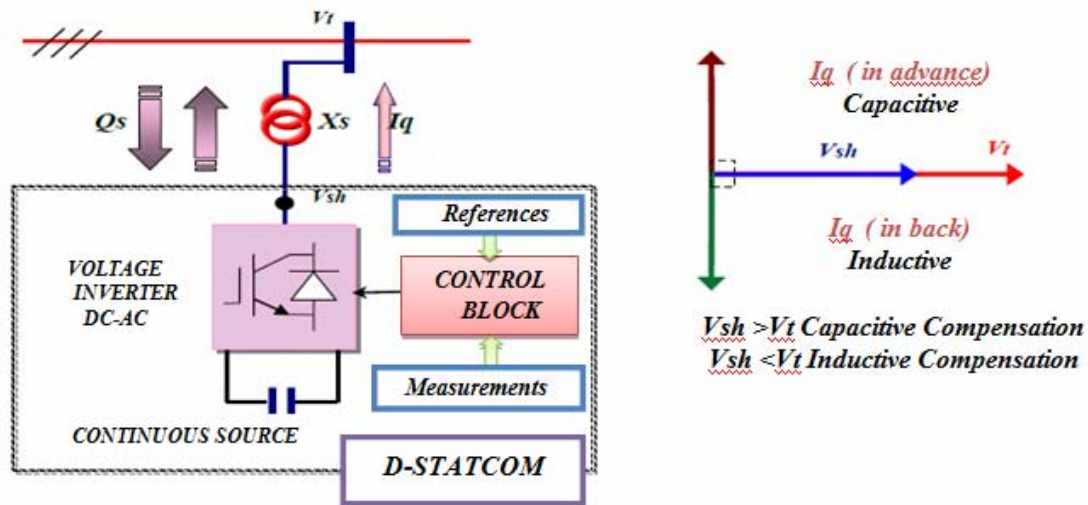 Vt
Qs
Xs
Iq
Vsh
References
VOLTAGE
INVERTER
DC-AC
CONTROL
BLOCK
Measurements
CONTINUOUS SOURCE
D-STATCOM
Iq ( in advance)
Capacitive
Vsh
Vt
Iq ( in back)
Inductive
Vsh >Vt Capacitive Compensation
Vsh <Vt Inductive Compensation